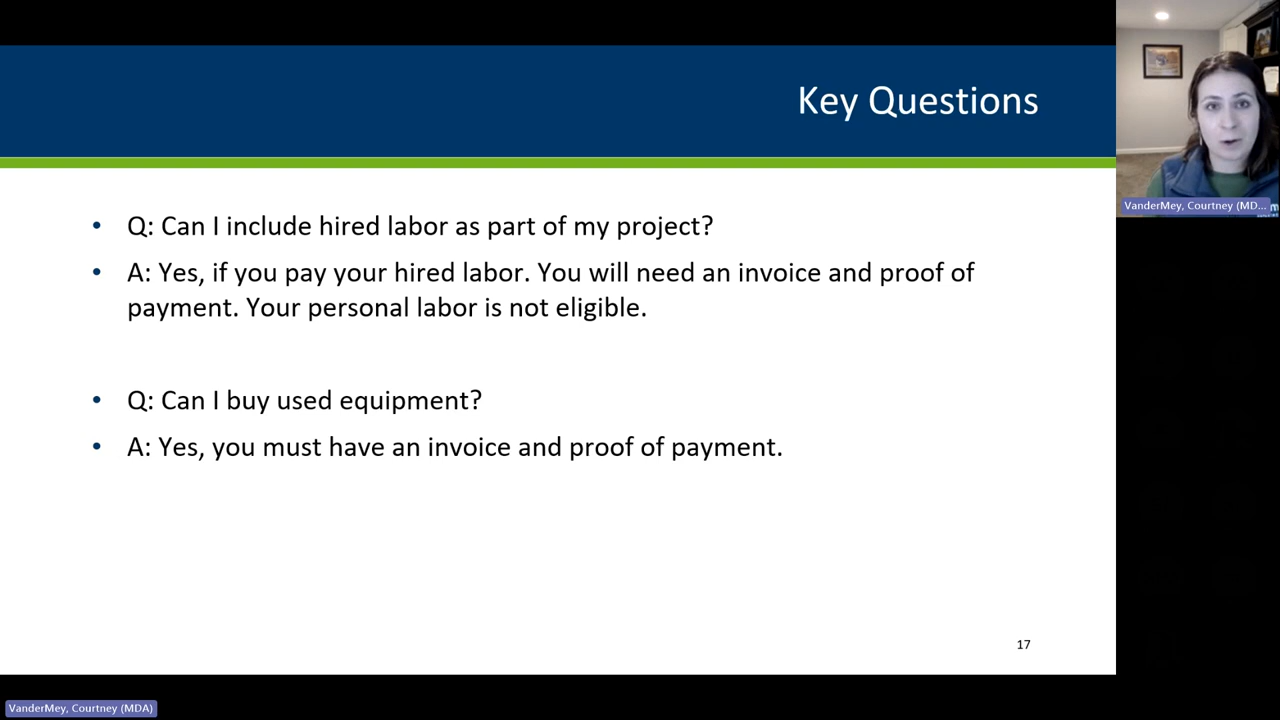 Key Questions
• Q: Can I include hired labor as part of my project?
• A: Yes, if you pay your hired labor. You will need an invoice and proof of
payment. Your personal labor is not eligible.
• Q: Can I buy used equipment?
• A: Yes, you must have an invoice and proof of payment.
17
VanderMey, Courtney (MD...
VanderMey, Courtney (MDA)